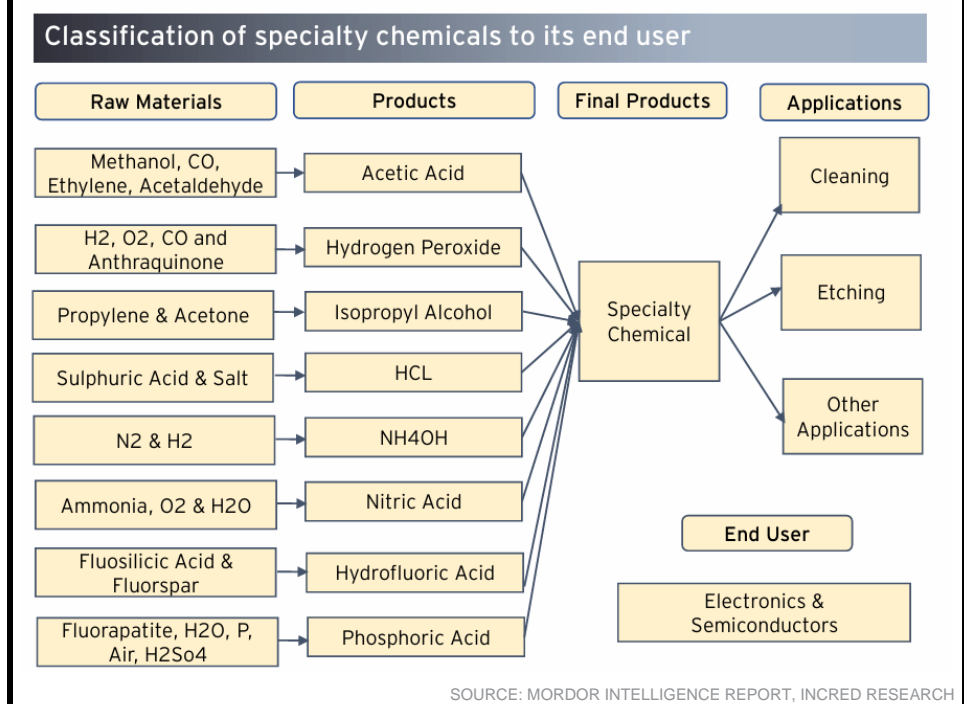 Classification of specialty chemicals to its end user
Raw Materials
Products
Final Products
Applications
Methanol, CO,
Ethylene, Acetaldehyde
Acetic Acid
Cleaning
H2, O2, CO and
Anthraquinone
Hydrogen Peroxide
Propylene & Acetone
Isopropyl Alcohol
Specialty
Chemical
Etching
Sulphuric Acid & Salt
HCL
N2 & H2
NH4OH
Other
Applications
Ammonia, O2 & H2O
Nitric Acid
Fluosilicic Acid &
Fluorspar
Hydrofluoric Acid
Fluorapatite, H2O, P,
Air, H2So4
Phosphoric Acid
End User
Electronics &
Semiconductors
SOURCE: MORDOR INTELLIGENCE REPORT, INCRED RESEARCH